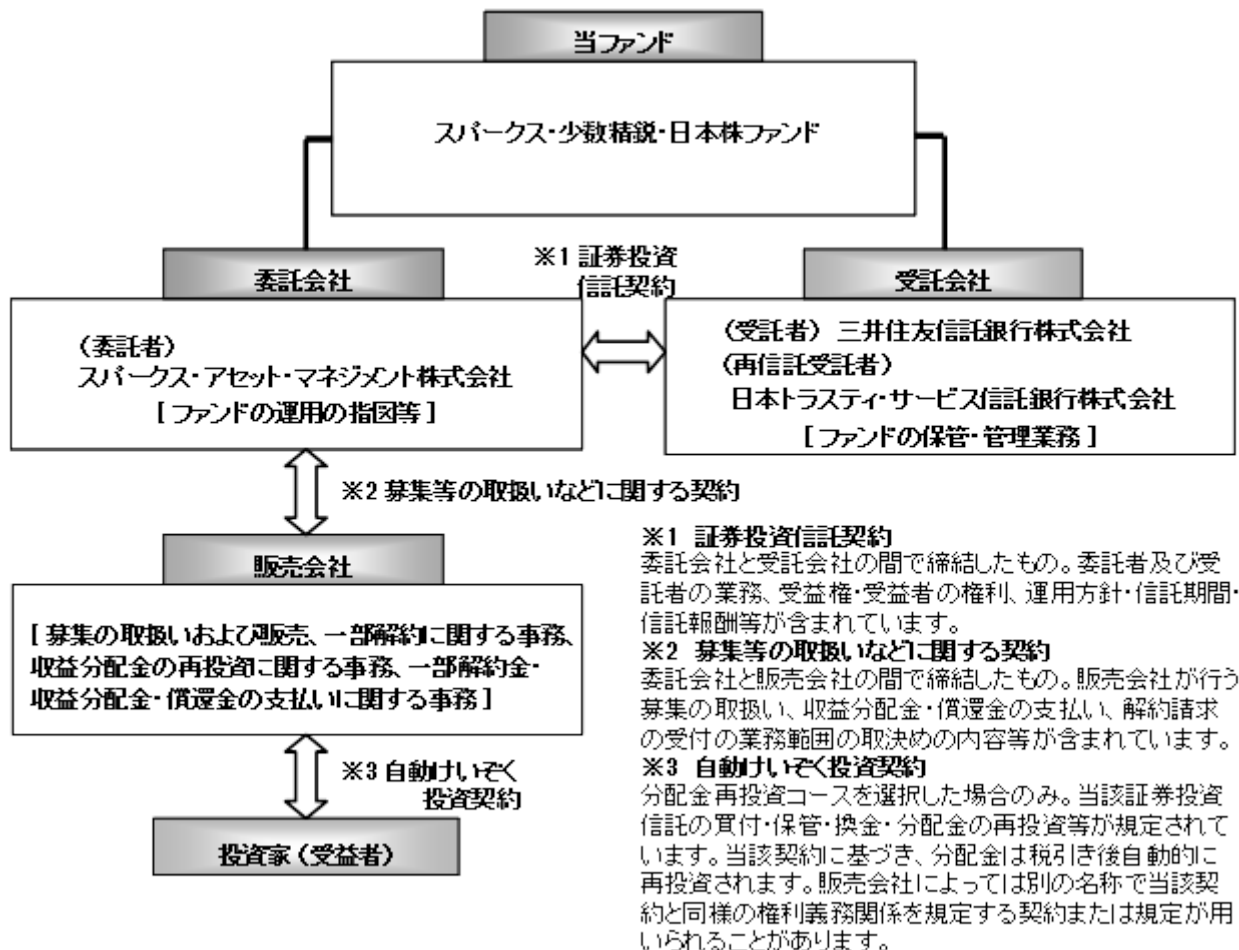 当ファンド
スパークス・少数精鋭・日本株ファンド
委託会社
※1 証券投資
信託契約
受託会社
（委託者）
スパークス・アセット・マネジメント株式会社
[ ファンドの運用の指図等 ]
（受託者） 三井住友信託銀行株式会社
（再信託受託者）
日本トラスティ・サービス信託銀行株式会社
[ ファンドの保管・管理業務 ]
※2 募集等の取扱いなどに関する契約
販売会社
[ 募集の取扱いおよび販売、一部解約に関する事務、
収益分配金の再投資に関する事務、一部解約金・
収益分配金・償還金の支払いに関する事務 ]
※3 自動けいぞく
投資契約
投資家（受益者）
※1 証券投資信託契約
委託会社と受託会社の間で締結したもの。委託者及び受
託者の業務、受益権・受益者の権利、運用方針・信託期間・
信託報酬等が含まれています。
※2 募集等の取扱いなどに関する契約
委託会社と販売会社の間で締結したもの。販売会社が行う
募集の取扱い、収益分配金・償還金の支払い、解約請求
の受付の業務範囲の取決めの内容等が含まれています。
※3 自動けいぞく投資契約
分配金再投資コースを選択した場合のみ。当該証券投資
信託の買付・保管・換金・分配金の再投資等が規定されて
います。当該契約に基づき、分配金は税引き後自動的に
再投資されます。販売会社によっては別の名称で当該契
約と同様の権利義務関係を規定する契約または規定が用
いられることがあります。